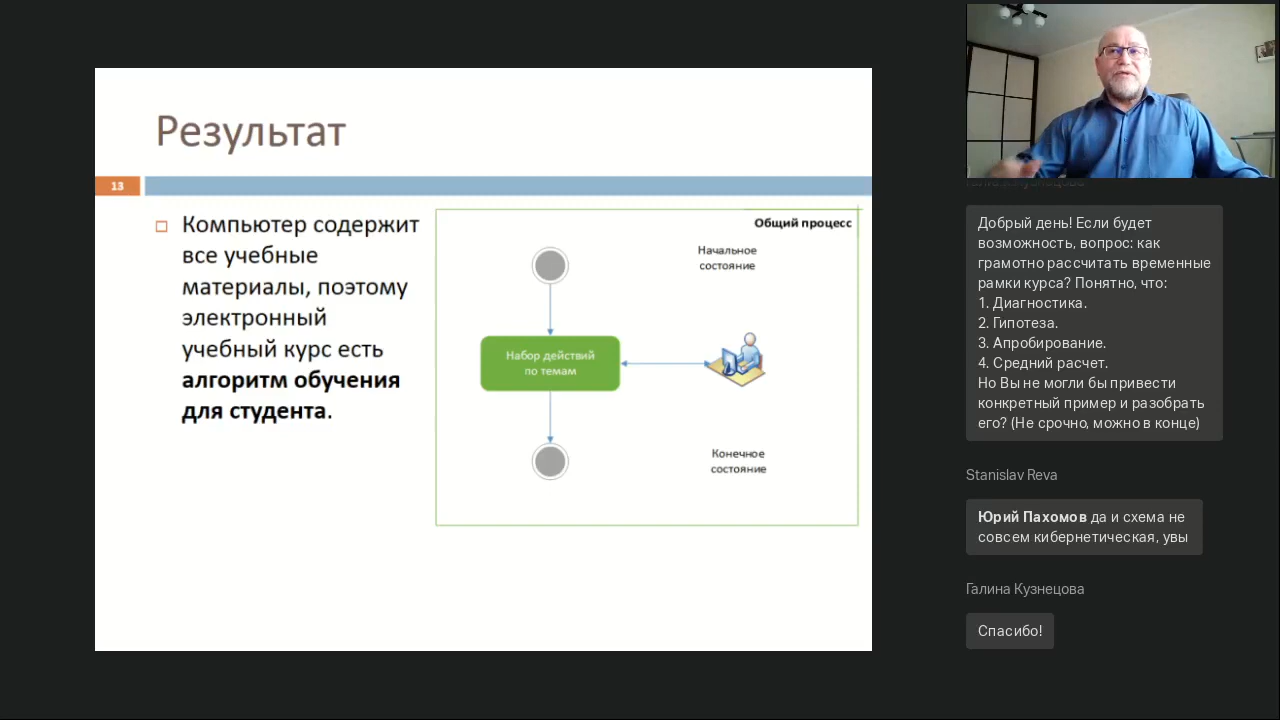 Результат
13
Компьютер содержит
все учебные
материалы, поэтому
электронный
учебный курс есть
алгоритм обучения
для студента.
Общий процесс
Начальное
состояние
Набор действий
по темам
Конечное
состояние
Добрый день! Если будет
возможность, вопрос: как
грамотно рассчитать временные
рамки курса? Понятно, что:
1. Диагностика.
2. Гипотеза.
3. Апробирование.
4. Средний расчет.
Но Вы не могли бы привести
конкретный пример и разобрать
его? (Не срочно, можно в конце)
Stanislav Reva
Юрий Пахомов да и схема не
совсем кибернетическая, увы
Галина Кузнецова
Спасибо!